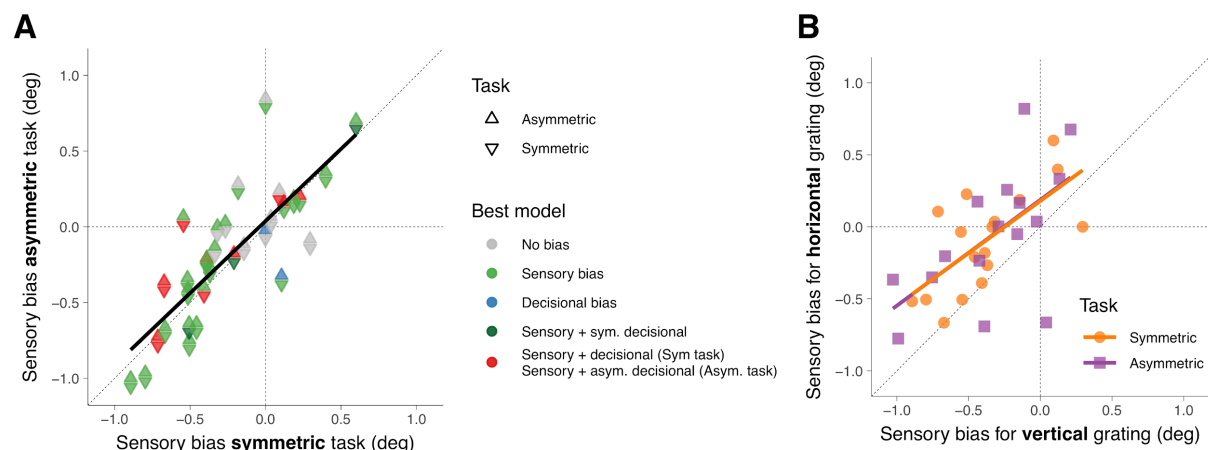 A
Sensory bias asymmetric task (deg)
1.0
0.5
0.0
−0.5
−1.0
−1.0 −0.5 0.0 0.5 1.0
Sensory bias symmetric task (deg)
Task
Asymmetric
Symmetric
Best model
No bias
Sensory bias
Decisional bias
Sensory + sym. decisional
Sensory + decisional (Sym task)
Sensory + asym. decisional (Asym. task)
B
Sensory bias for horizontal grating (deg)
1.0
0.5
0.0
−0.5
−1.0
−1.0 −0.5 0.0 0.5 1.0
Sensory bias for vertical grating (deg)
Task
Symmetric
Asymmetric